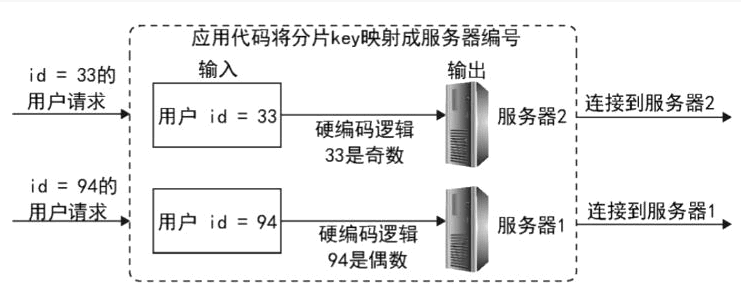 应用代码将分片key映射成服务器编号
输入
输出
id = 33的
用户请求
用户 id = 33
硬编码逻辑
33是奇数
服务器2
连接到服务器2
id = 94的
用户请求
用户 id = 94
硬编码逻辑
94是偶数
服务器1
连接到服务器1